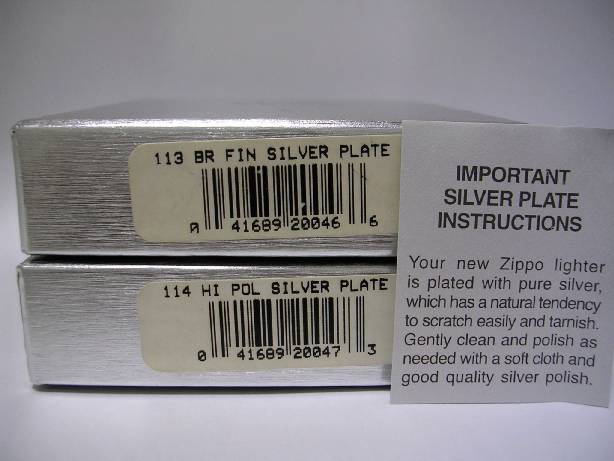 113 BR FIN SILVER PLATE
0 41689 20046 6
114 HI POL SILVER PLATE
0 41689 20047 3
IMPORTANT
SILVER PLATE
INSTRUCTIONS
Your new Zippo lighter
is plated with pure silver,
which has a natural tendency
to scratch easily and tarnish.
Gently clean and polish as
needed with a soft cloth and
good quality silver polish.